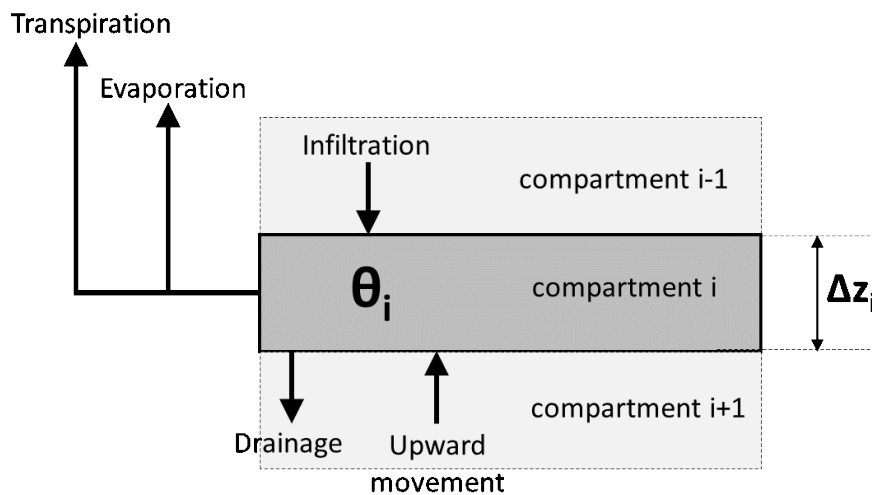 Transpiration
Evaporation
Infiltration
compartment i-1
θi
compartment i
Δzi
compartment i+1
Drainage
Upward
movement